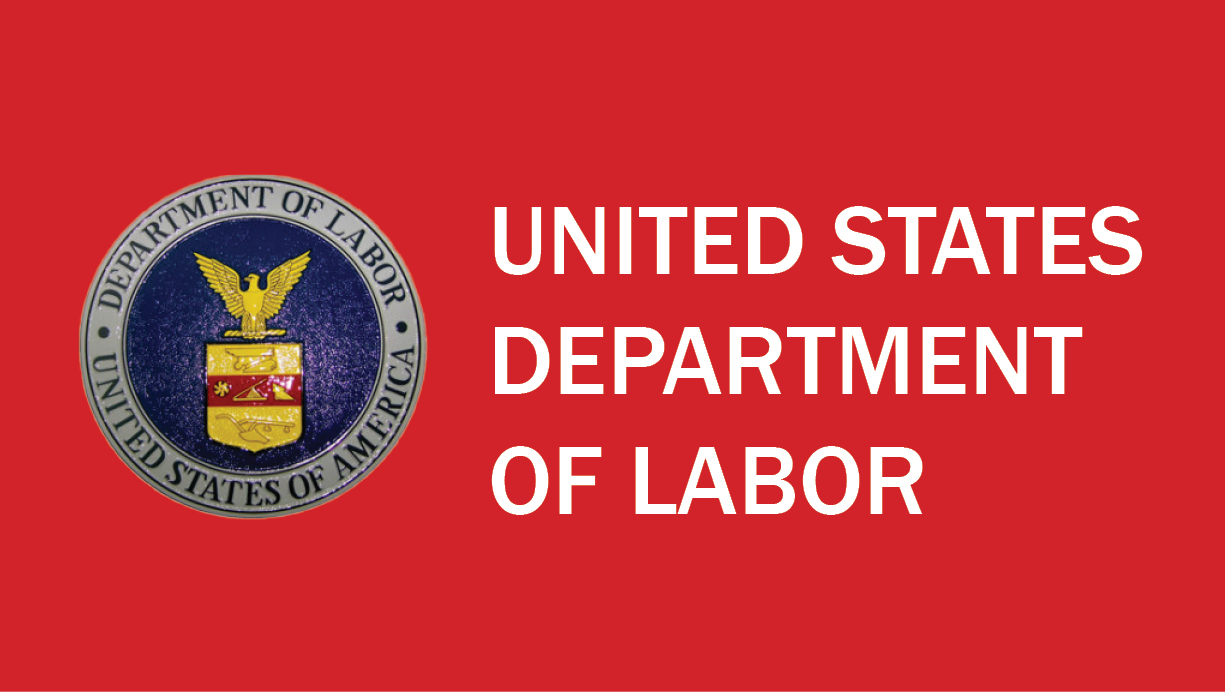 DEPARTMENT OF LABOR
UNITED STATES OF AMERICA
UNITED STATES
DEPARTMENT
OF LABOR